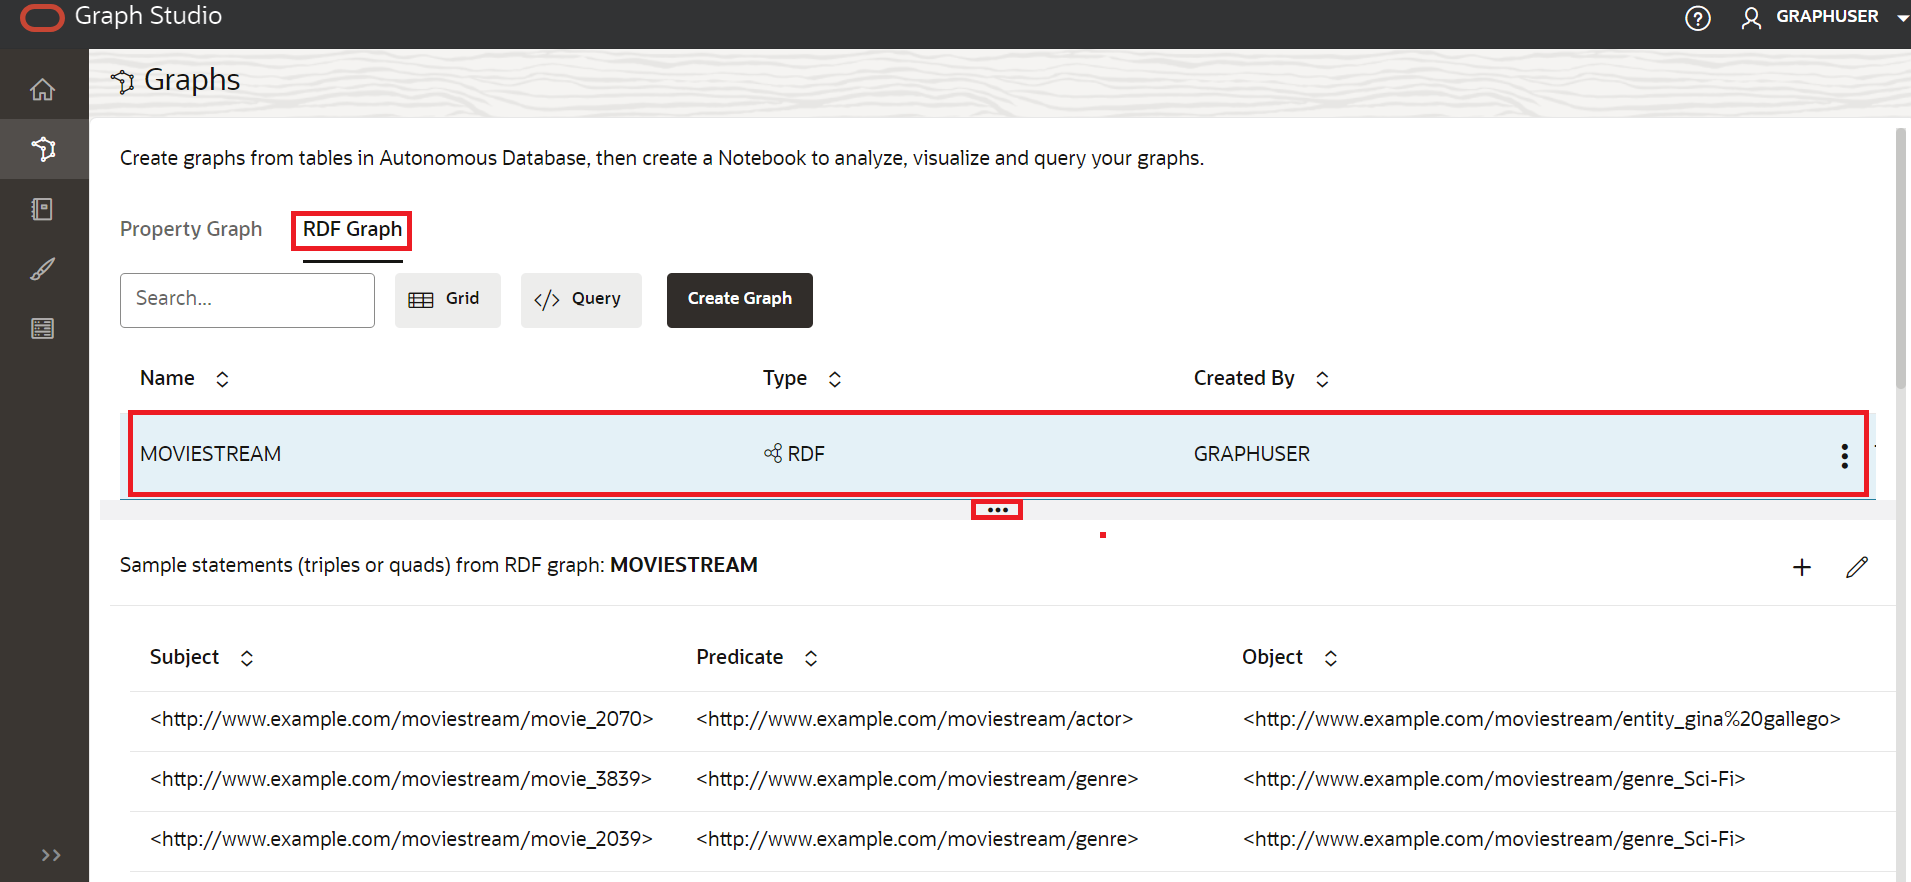 Graph Studio
GRAPHUSER
Graphs
Create graphs from tables in Autonomous Database, then create a Notebook to analyze, visualize and query your graphs.
Property Graph RDF Graph
Search... Grid </> Query Create Graph
Name Type Created By
MOVIESTREAM RDF GRAPHUSER
Sample statements (triples or quads) from RDF graph: MOVIESTREAM
Subject Predicate Object
<http://www.example.com/moviestream/movie_2070> <http://www.example.com/moviestream/actor> <http://www.example.com/moviestream/entity_gina%20gallego>
<http://www.example.com/moviestream/movie_3839> <http://www.example.com/moviestream/genre> <http://www.example.com/moviestream/genre_Sci-Fi>
<http://www.example.com/moviestream/movie_2039> <http://www.example.com/moviestream/genre> <http://www.example.com/moviestream/genre_Sci-Fi>